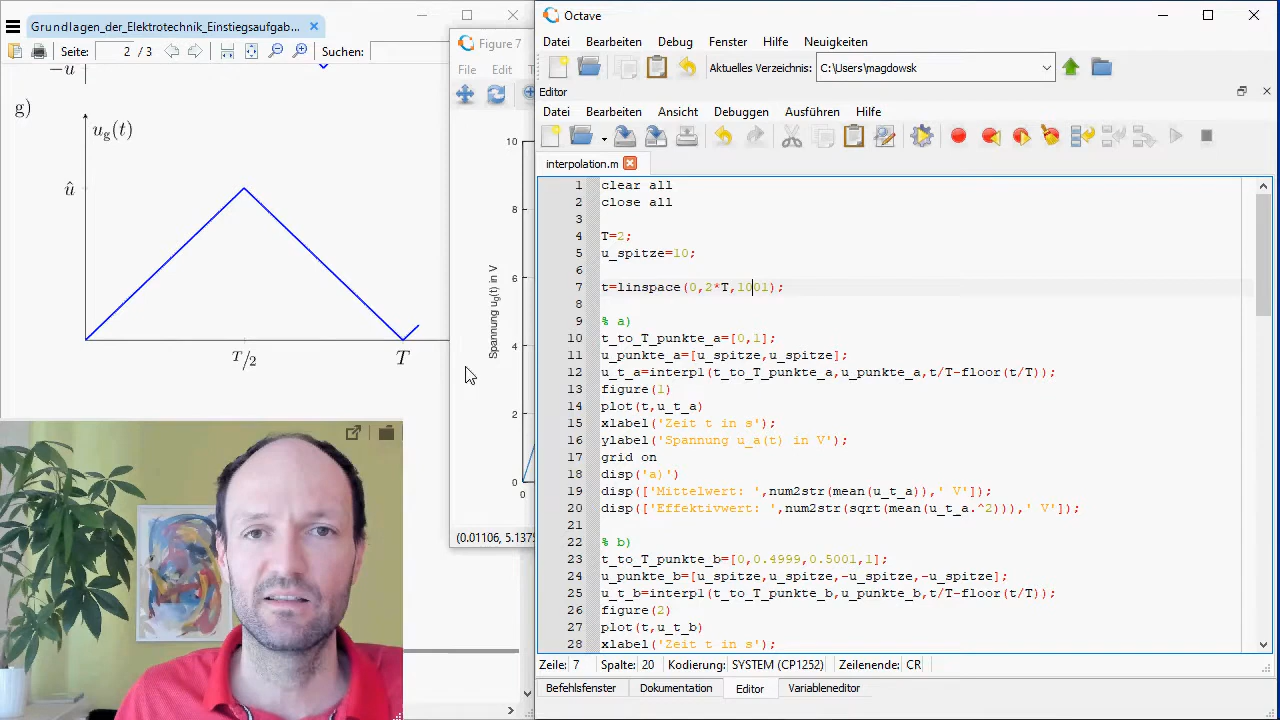 Grundlagen_der_Elektrotechnik_Einstiegsaufgab...
Seite: 2 / 3 Suchen:
−u
g)
u_g(t)
û
T/2
T
Figure 7
File Edit
Spannung u_g(t) in V
10
8
6
4
2
0
0
(0.01106, 5.1375
Octave
Datei Bearbeiten Debug Fenster Hilfe Neuigkeiten
Aktuelles Verzeichnis: C:\Users\magdowsk
Editor
Datei Bearbeiten Ansicht Debuggen Ausführen Hilfe
interpolation.m
1 clear all
2 close all
3
4 T=2;
5 u_spitze=10;
6
7 t=linspace(0,2*T,1001);
8
9 % a)
10 t_to_T_punkte_a=[0,1];
11 u_punkte_a=[u_spitze,u_spitze];
12 u_t_a=interp1(t_to_T_punkte_a,u_punkte_a,t/T-floor(t/T));
13 figure(1)
14 plot(t,u_t_a)
15 xlabel('Zeit t in s');
16 ylabel('Spannung u_a(t) in V');
17 grid on
18 disp('a)')
19 disp(['Mittelwert: ',num2str(mean(u_t_a)),' V']);
20 disp(['Effektivwert: ',num2str(sqrt(mean(u_t_a.^2))),' V']);
21
22 % b)
23 t_to_T_punkte_b=[0,0.4999,0.5001,1];
24 u_punkte_b=[u_spitze,u_spitze,-u_spitze,-u_spitze];
25 u_t_b=interp1(t_to_T_punkte_b,u_punkte_b,t/T-floor(t/T));
26 figure(2)
27 plot(t,u_t_b)
28 xlabel('Zeit t in s');
Zeile: 7 Spalte: 20 Kodierung: SYSTEM (CP1252) Zeilenende: CR
Befehlsfenster Dokumentation Editor Variableneditor